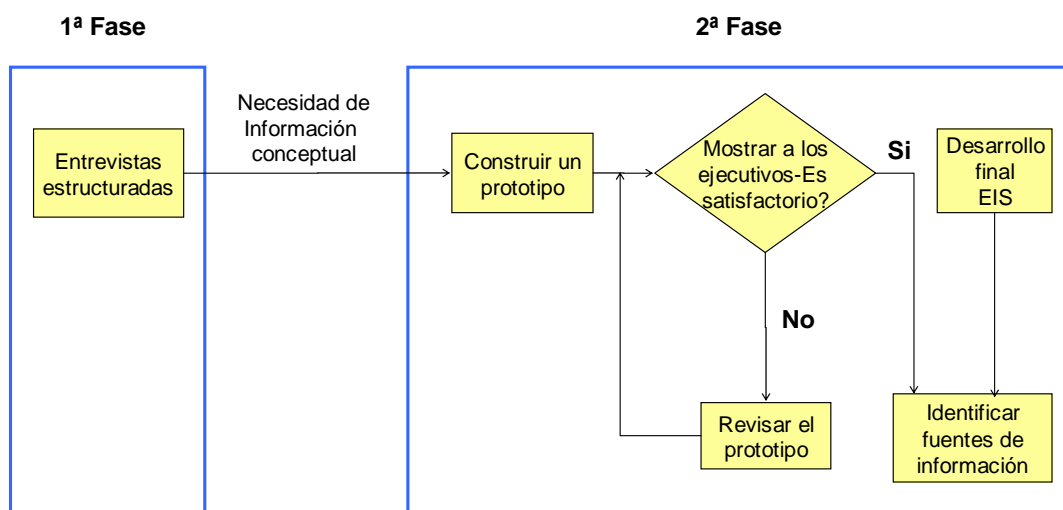 1ª Fase
2ª Fase
Necesidad de
Información
conceptual
Entrevistas
estructuradas
Construir un
prototipo
Mostrar a los
ejecutivos-Es
satisfactorio?
Si
Desarrollo
final
EIS
No
Revisar el
prototipo
Identificar
fuentes de
información